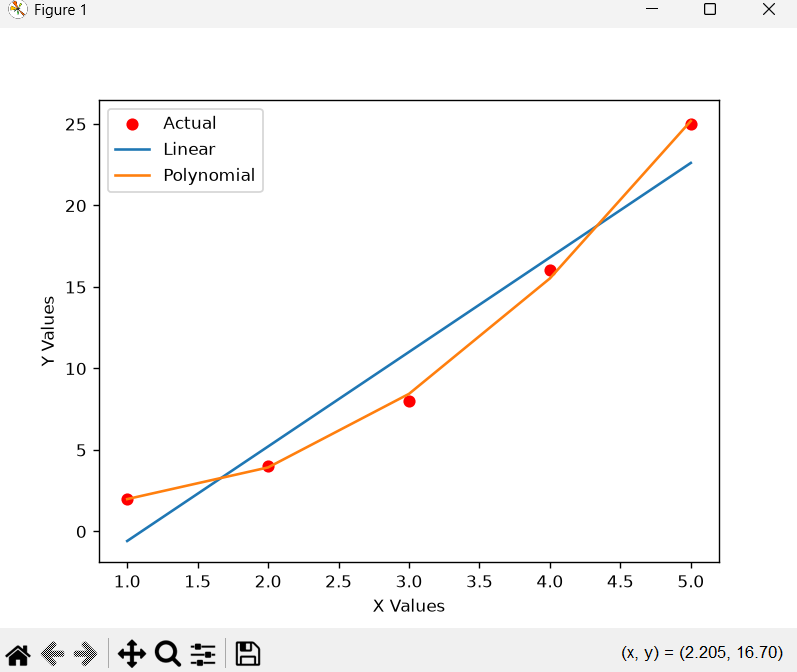 Figure 1
Actual
Linear
Polynomial
25
20
15
10
5
0
Y Values
1.0 1.5 2.0 2.5 3.0 3.5 4.0 4.5 5.0
X Values
(x, y) = (2.205, 16.70)